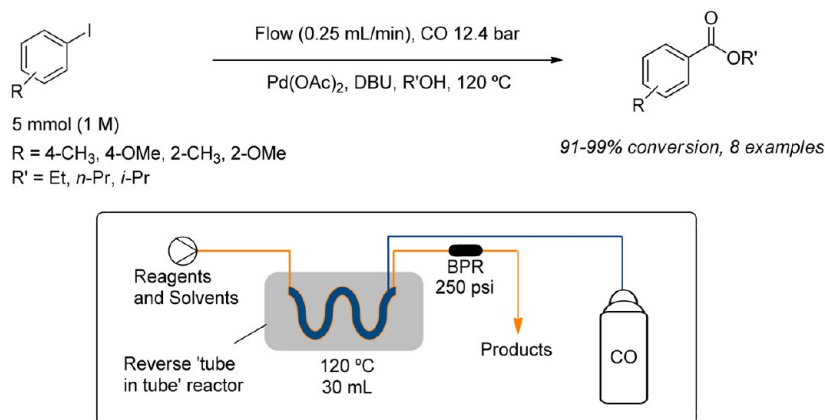 I
R
Flow (0.25 mL/min), CO 12.4 bar
Pd(OAc)₂, DBU, R'OH, 120 ºC
O
OR'
R
5 mmol (1 M)
R = 4-CH₃, 4-OMe, 2-CH₃, 2-OMe
R' = Et, n-Pr, i-Pr
91-99% conversion, 8 examples
Reagents
and Solvents
BPR
250 psi
Products
CO
Reverse 'tube
in tube' reactor
120 ºC
30 mL